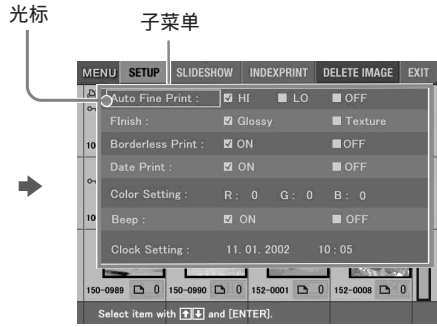 光标
子菜单
MENU SETUP SLIDESHOW INDEXPRINT DELETE IMAGE EXIT
Auto Fine Print : HI LO OFF
FInish : Glossy Texture
Borderless Print : ON OFF
Date Print : ON OFF
Color Setting : R: 0 G: 0 B: 0
Beep : ON OFF
Clock Setting : 11. 01. 2002 10 : 05
10
10
150-0989 0 150-0990 0 152-0001 0 152-0008 0
Select item with and [ENTER].